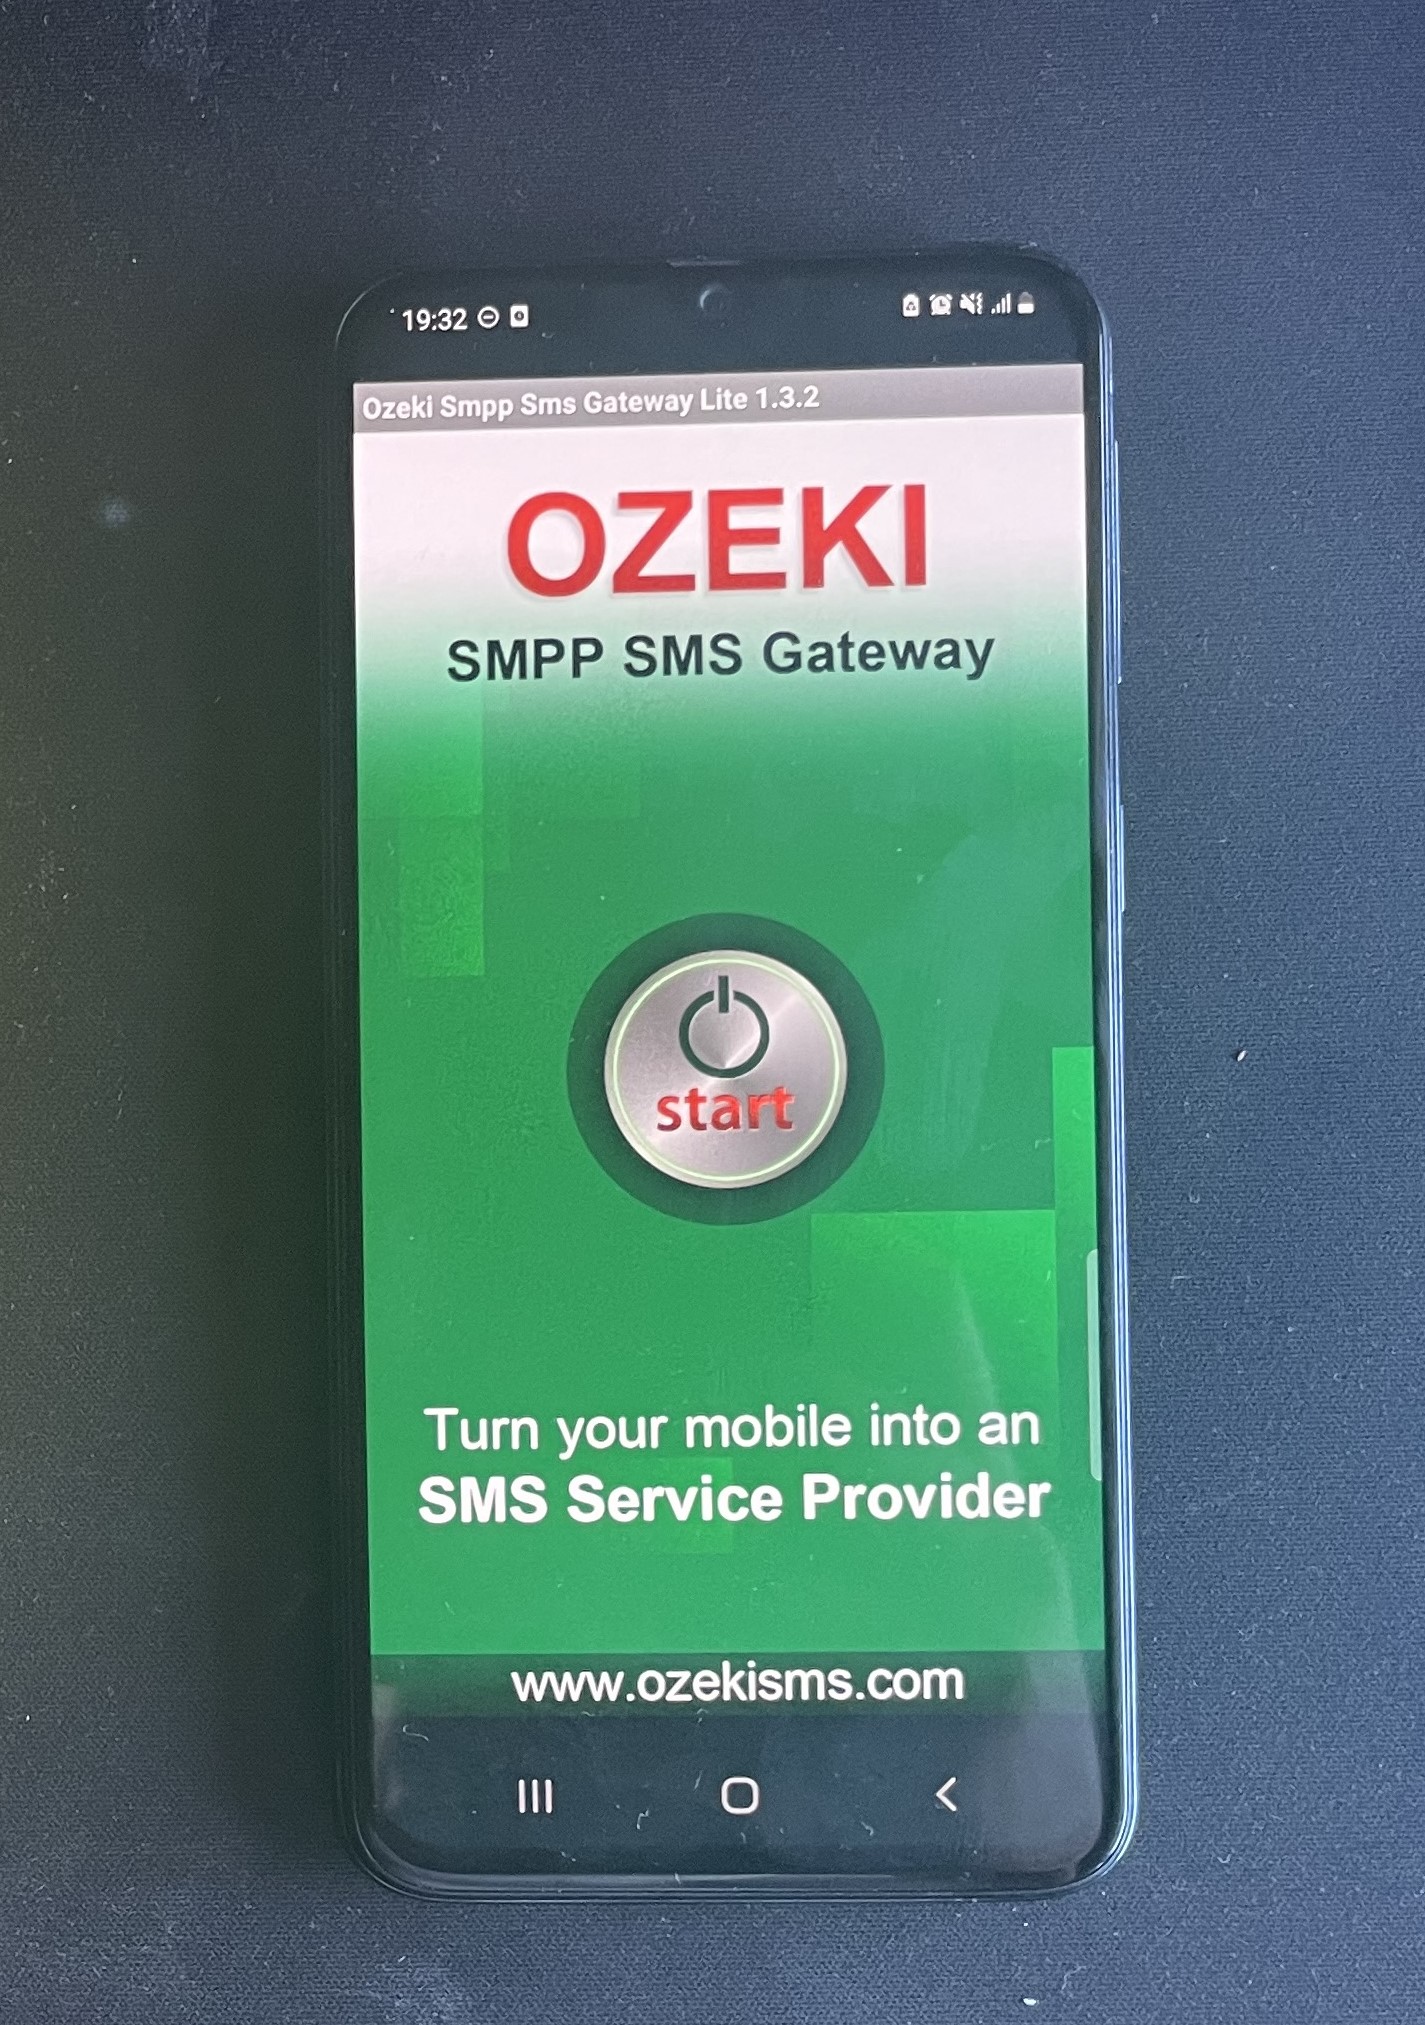 19:32
Ozeki Smpp Sms Gateway Lite 1.3.2
OZEKI
SMPP SMS Gateway
start
Turn your mobile into an
SMS Service Provider
www.ozekisms.com